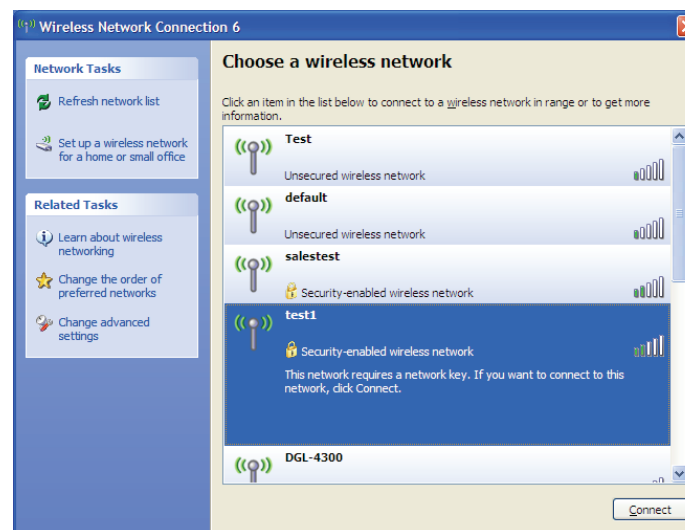 Wireless Network Connection 6
Network Tasks
Refresh network list
Set up a wireless network
for a home or small office
Related Tasks
Learn about wireless
networking
Change the order of
preferred networks
Change advanced
settings
Choose a wireless network
Click an item in the list below to connect to a wireless network in range or to get more
information.
Test
Unsecured wireless network
default
Unsecured wireless network
salestest
Security-enabled wireless network
test1
Security-enabled wireless network
This network requires a network key. If you want to connect to this
network, click Connect.
DGL-4300
Connect